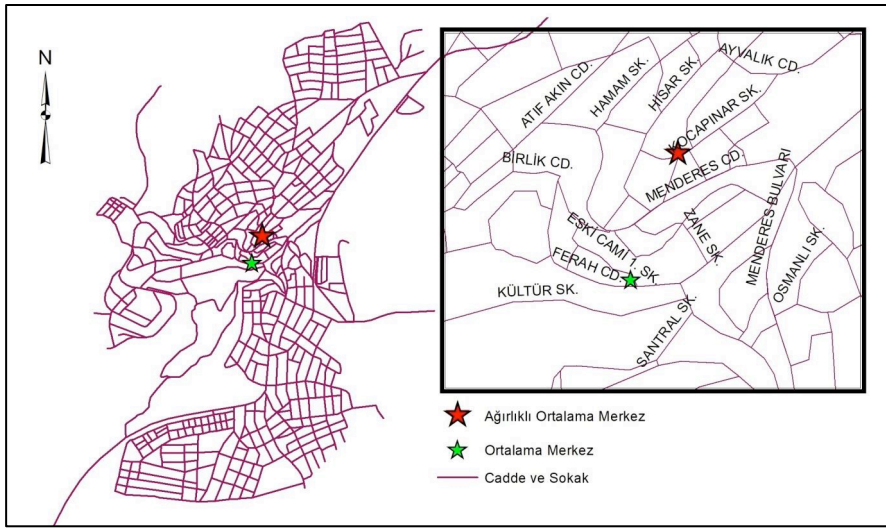 N
AYVALIK CD.
ATIF AKIN CD.
HAMAM SK.
HİSAR SK.
KOCAPINAR SK.
BİRLİK CD.
MENDERES CD.
ESKİ CAMİ 1. SK.
ZANE SK.
MENDERES BULVARI
OSMANLI SK.
FERAH CD.
KÜLTÜR SK.
SANTRAL SK.
Ağırlıklı Ortalama Merkez
Ortalama Merkez
Cadde ve Sokak